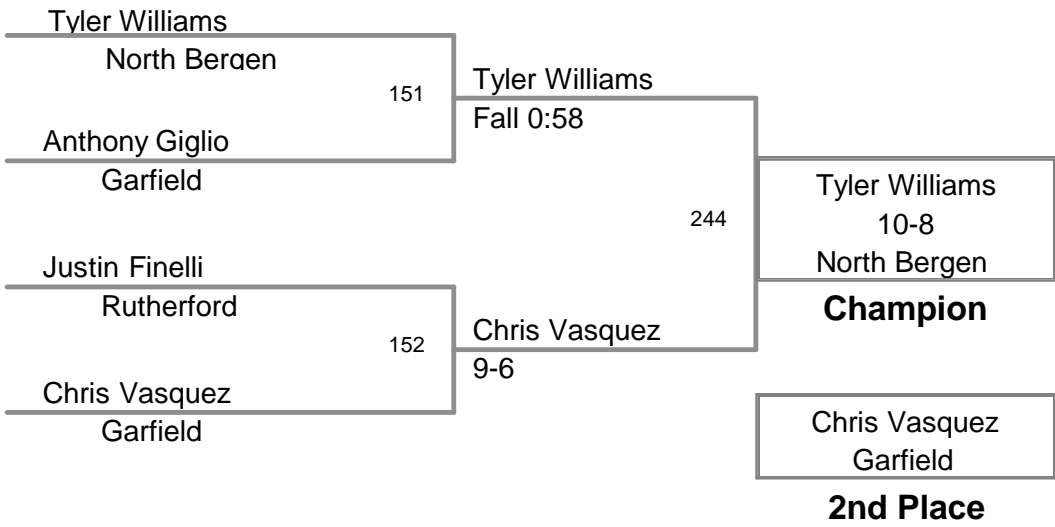 Tyler Williams
North Bergen
151
Anthony Giglio
Garfield
Tyler Williams
Fall 0:58
Justin Finelli
Rutherford
152
Chris Vasquez
Garfield
Chris Vasquez
9-6
244
Tyler Williams
10-8
North Bergen
Champion
Chris Vasquez
Garfield
2nd Place